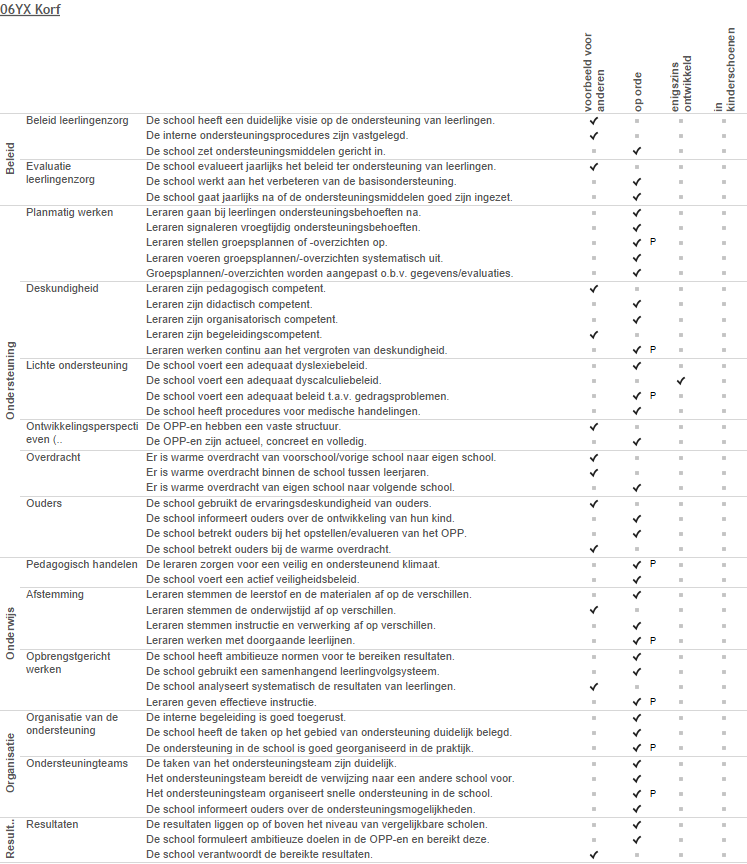 06YX Korf
voorbeeld voor anderen
op orde
enigszins ontwikkeld
in kinderschoenen
Beleid
Beleid leerlingenzorg De school heeft een duidelijke visie op de ondersteuning van leerlingen. ✓
De interne ondersteuningsprocedures zijn vastgelegd. ✓
De school zet ondersteuningsmiddelen gericht in. ✓
Evaluatie leerlingenzorg De school evalueert jaarlijks het beleid ter ondersteuning van leerlingen. ✓
De school werkt aan het verbeteren van de basisondersteuning. ✓
De school gaat jaarlijks na of de ondersteuningsmiddelen goed zijn ingezet. ✓
Ondersteuning
Planmatig werken Leraren gaan bij leerlingen ondersteuningsbehoeften na. ✓
Leraren signaleren vroegtijdig ondersteuningsbehoeften. ✓
Leraren stellen groepsplannen of -overzichten op. ✓ P
Leraren voeren groepsplannen/-overzichten systematisch uit. ✓
Groepsplannen/-overzichten worden aangepast o.b.v. gegevens/evaluaties. ✓
Deskundigheid Leraren zijn pedagogisch competent. ✓
Leraren zijn didactisch competent. ✓
Leraren zijn organisatorisch competent. ✓
Leraren zijn begeleidingscompetent. ✓
Leraren werken continu aan het vergroten van deskundigheid. ✓ P
Lichte ondersteuning De school voert een adequaat dyslexiebeleid. ✓
De school voert een adequaat dyscalculiebeleid. ✓
De school voert een adequaat beleid t.a.v. gedragsproblemen. ✓ P
De school heeft procedures voor medische handelingen. ✓
Ontwikkelingsperspecti even (.. De OPP-en hebben een vaste structuur. ✓
De OPP-en zijn actueel, concreet en volledig. ✓
Overdracht Er is warme overdracht van voorschool/vorige school naar eigen school. ✓
Er is warme overdracht binnen de school tussen leerjaren. ✓
Er is warme overdracht van eigen school naar volgende school. ✓
Ouders De school gebruikt de ervaringsdeskundigheid van ouders. ✓
De school informeert ouders over de ontwikkeling van hun kind. ✓
De school betrekt ouders bij het opstellen/evalueren van het OPP. ✓
De school betrekt ouders bij de warme overdracht. ✓
Onderwijs
Pedagogisch handelen De leraren zorgen voor een veilig en ondersteunend klimaat. ✓ P
De school voert een actief veiligheidsbeleid. ✓
Afstemming Leraren stemmen de leerstof en de materialen af op de verschillen. ✓
Leraren stemmen de onderwijstijd af op verschillen. ✓
Leraren stemmen instructie en verwerking af op verschillen. ✓
Leraren werken met doorgaande leerlijnen. ✓ P
Opbrengstgericht werken De school heeft ambitieuze normen voor te bereiken resultaten. ✓
De school gebruikt een samenhangend leerlingvolgsysteem. ✓
De school analyseert systematisch de resultaten van leerlingen. ✓
Leraren geven effectieve instructie. ✓ P
Organisatie
Organisatie van de ondersteuning De interne begeleiding is goed toegerust. ✓
De school heeft de taken op het gebied van ondersteuning duidelijk belegd. ✓
De ondersteuning in de school is goed georganiseerd in de praktijk. ✓ P
Ondersteuningteams De taken van het ondersteuningsteam zijn duidelijk. ✓
Het ondersteuningsteam bereidt de verwijzing naar een andere school voor. ✓
Het ondersteuningsteam organiseert snelle ondersteuning in de school. ✓ P
De school informeert ouders over de ondersteuningsmogelijkheden. ✓
Result..
Resultaten De resultaten liggen op of boven het niveau van vergelijkbare scholen. ✓
De school formuleert ambitieuze doelen in de OPP-en en bereikt deze. ✓
De school verantwoordt de bereikte resultaten. ✓